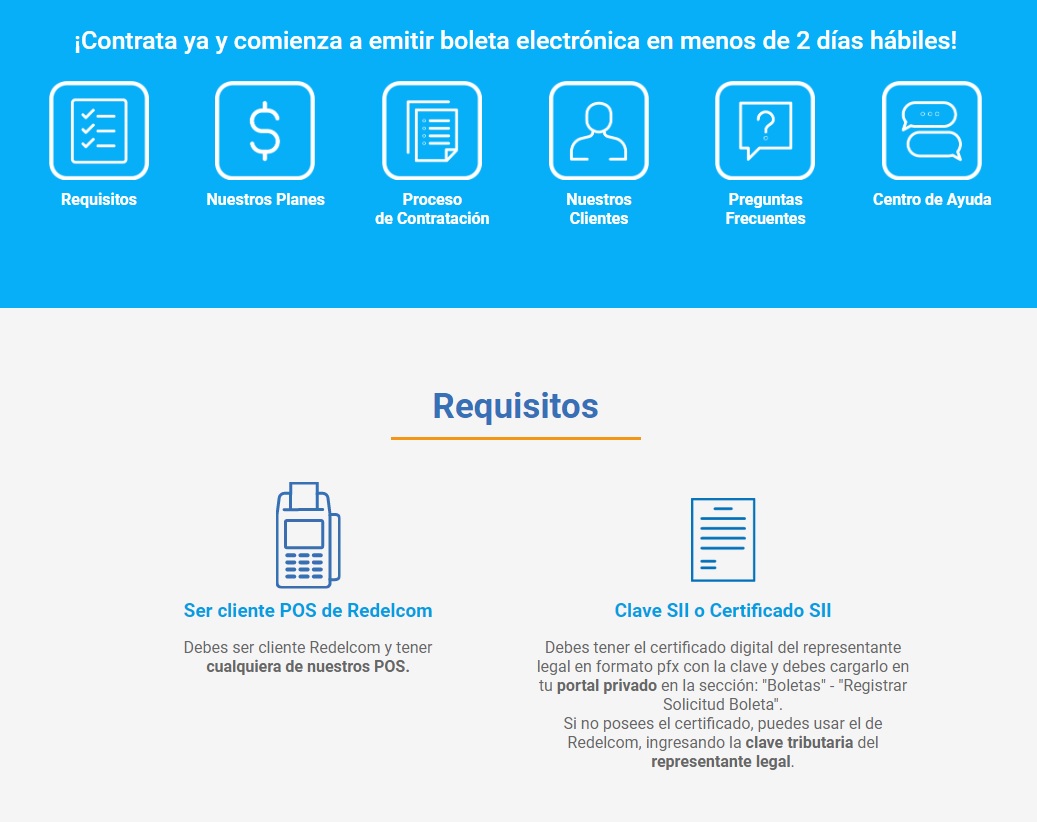 ¡Contrata ya y comienza a emitir boleta electrónica en menos de 2 días hábiles!
Requisitos
Nuestros Planes
Proceso
de Contratación
Nuestros
Clientes
Preguntas
Frecuentes
Centro de Ayuda
Requisitos
Ser cliente POS de Redelcom
Debes ser cliente Redelcom y tener
cualquiera de nuestros POS.
Clave SII o Certificado SII
Debes tener el certificado digital del representante
legal en formato pfx con la clave y debes cargarlo en
tu portal privado en la sección: "Boletas" - "Registrar
Solicitud Boleta".
Si no posees el certificado, puedes usar el de
Redelcom, ingresando la clave tributaria del
representante legal.